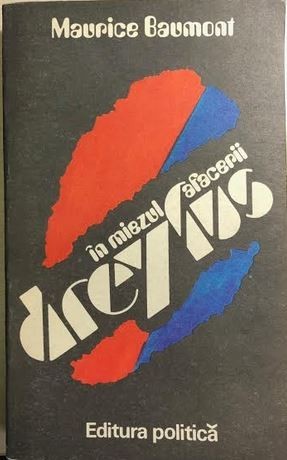 Maurice Baumont
în miezul
afacerii
dreyfus
Editura politică